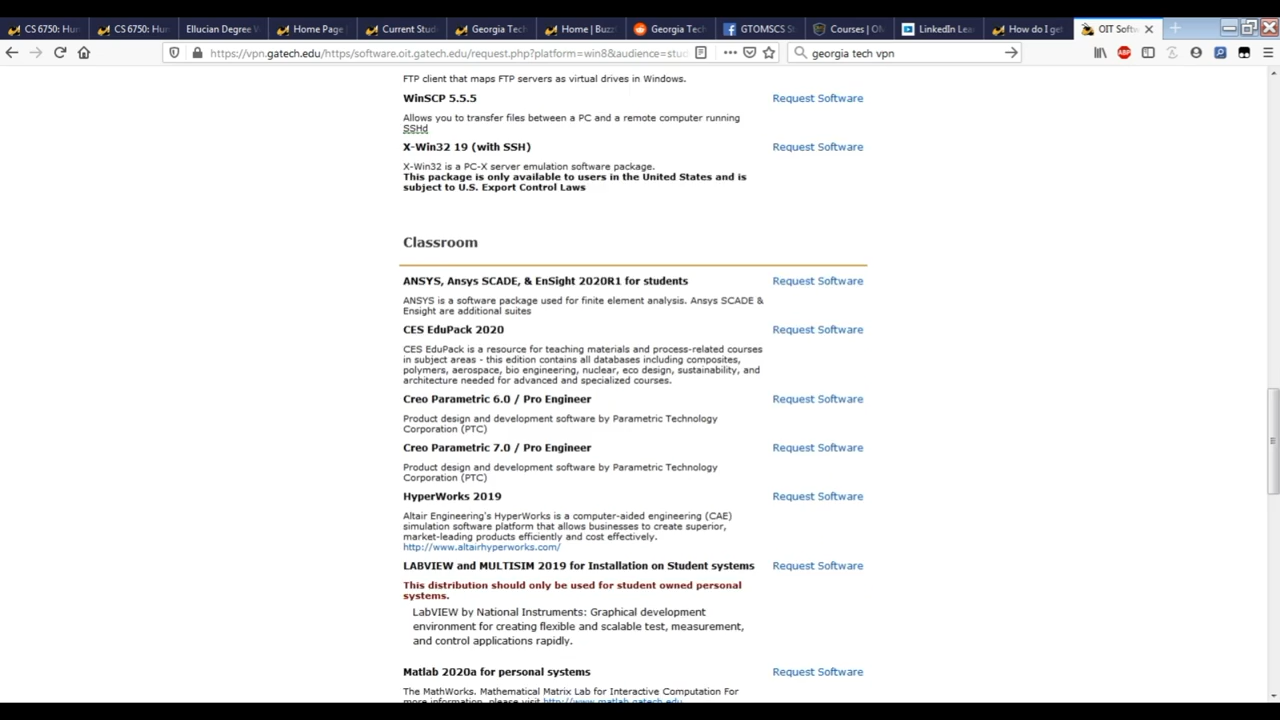 CS 6750: Hum
CS 6750: Hum
Ellucian Degree W
Home Page
Current Stud
Georgia Tech
Home | Buzz
Georgia Tech
GTOMSCS St
Courses | ON
LinkedIn Lea
How do I get
OIT Softw
https://vpn.gatech.edu/https/software.oit.gatech.edu/request.php?platform=win8&audience=stud
georgia tech vpn
ABP
FTP client that maps FTP servers as virtual drives in Windows.
WinSCP 5.5.5 Request Software
Allows you to transfer files between a PC and a remote computer running
SSHd
X-Win32 19 (with SSH) Request Software
X-Win32 is a PC-X server emulation software package.
This package is only available to users in the United States and is
subject to U.S. Export Control Laws
Classroom
ANSYS, Ansys SCADE, & EnSight 2020R1 for students Request Software
ANSYS is a software package used for finite element analysis. Ansys SCADE &
Ensight are additional suites
CES EduPack 2020 Request Software
CES EduPack is a resource for teaching materials and process-related courses
in subject areas - this edition contains all databases including composites,
polymers, aerospace, bio engineering, nuclear, eco design, sustainability, and
architecture needed for advanced and specialized courses.
Creo Parametric 6.0 / Pro Engineer Request Software
Product design and development software by Parametric Technology
Corporation (PTC)
Creo Parametric 7.0 / Pro Engineer Request Software
Product design and development software by Parametric Technology
Corporation (PTC)
HyperWorks 2019 Request Software
Altair Engineering's HyperWorks is a computer-aided engineering (CAE)
simulation software platform that allows businesses to create superior,
market-leading products efficiently and cost effectively.
http://www.altairhyperworks.com/
LABVIEW and MULTISIM 2019 for Installation on Student systems Request Software
This distribution should only be used for student owned personal
systems.
LabVIEW by National Instruments: Graphical development
environment for creating flexible and scalable test, measurement,
and control applications rapidly.
Matlab 2020a for personal systems Request Software
The MathWorks. Mathematical Matrix Lab for Interactive Computation For
more information, please visit http://www.matlab.gatech.edu